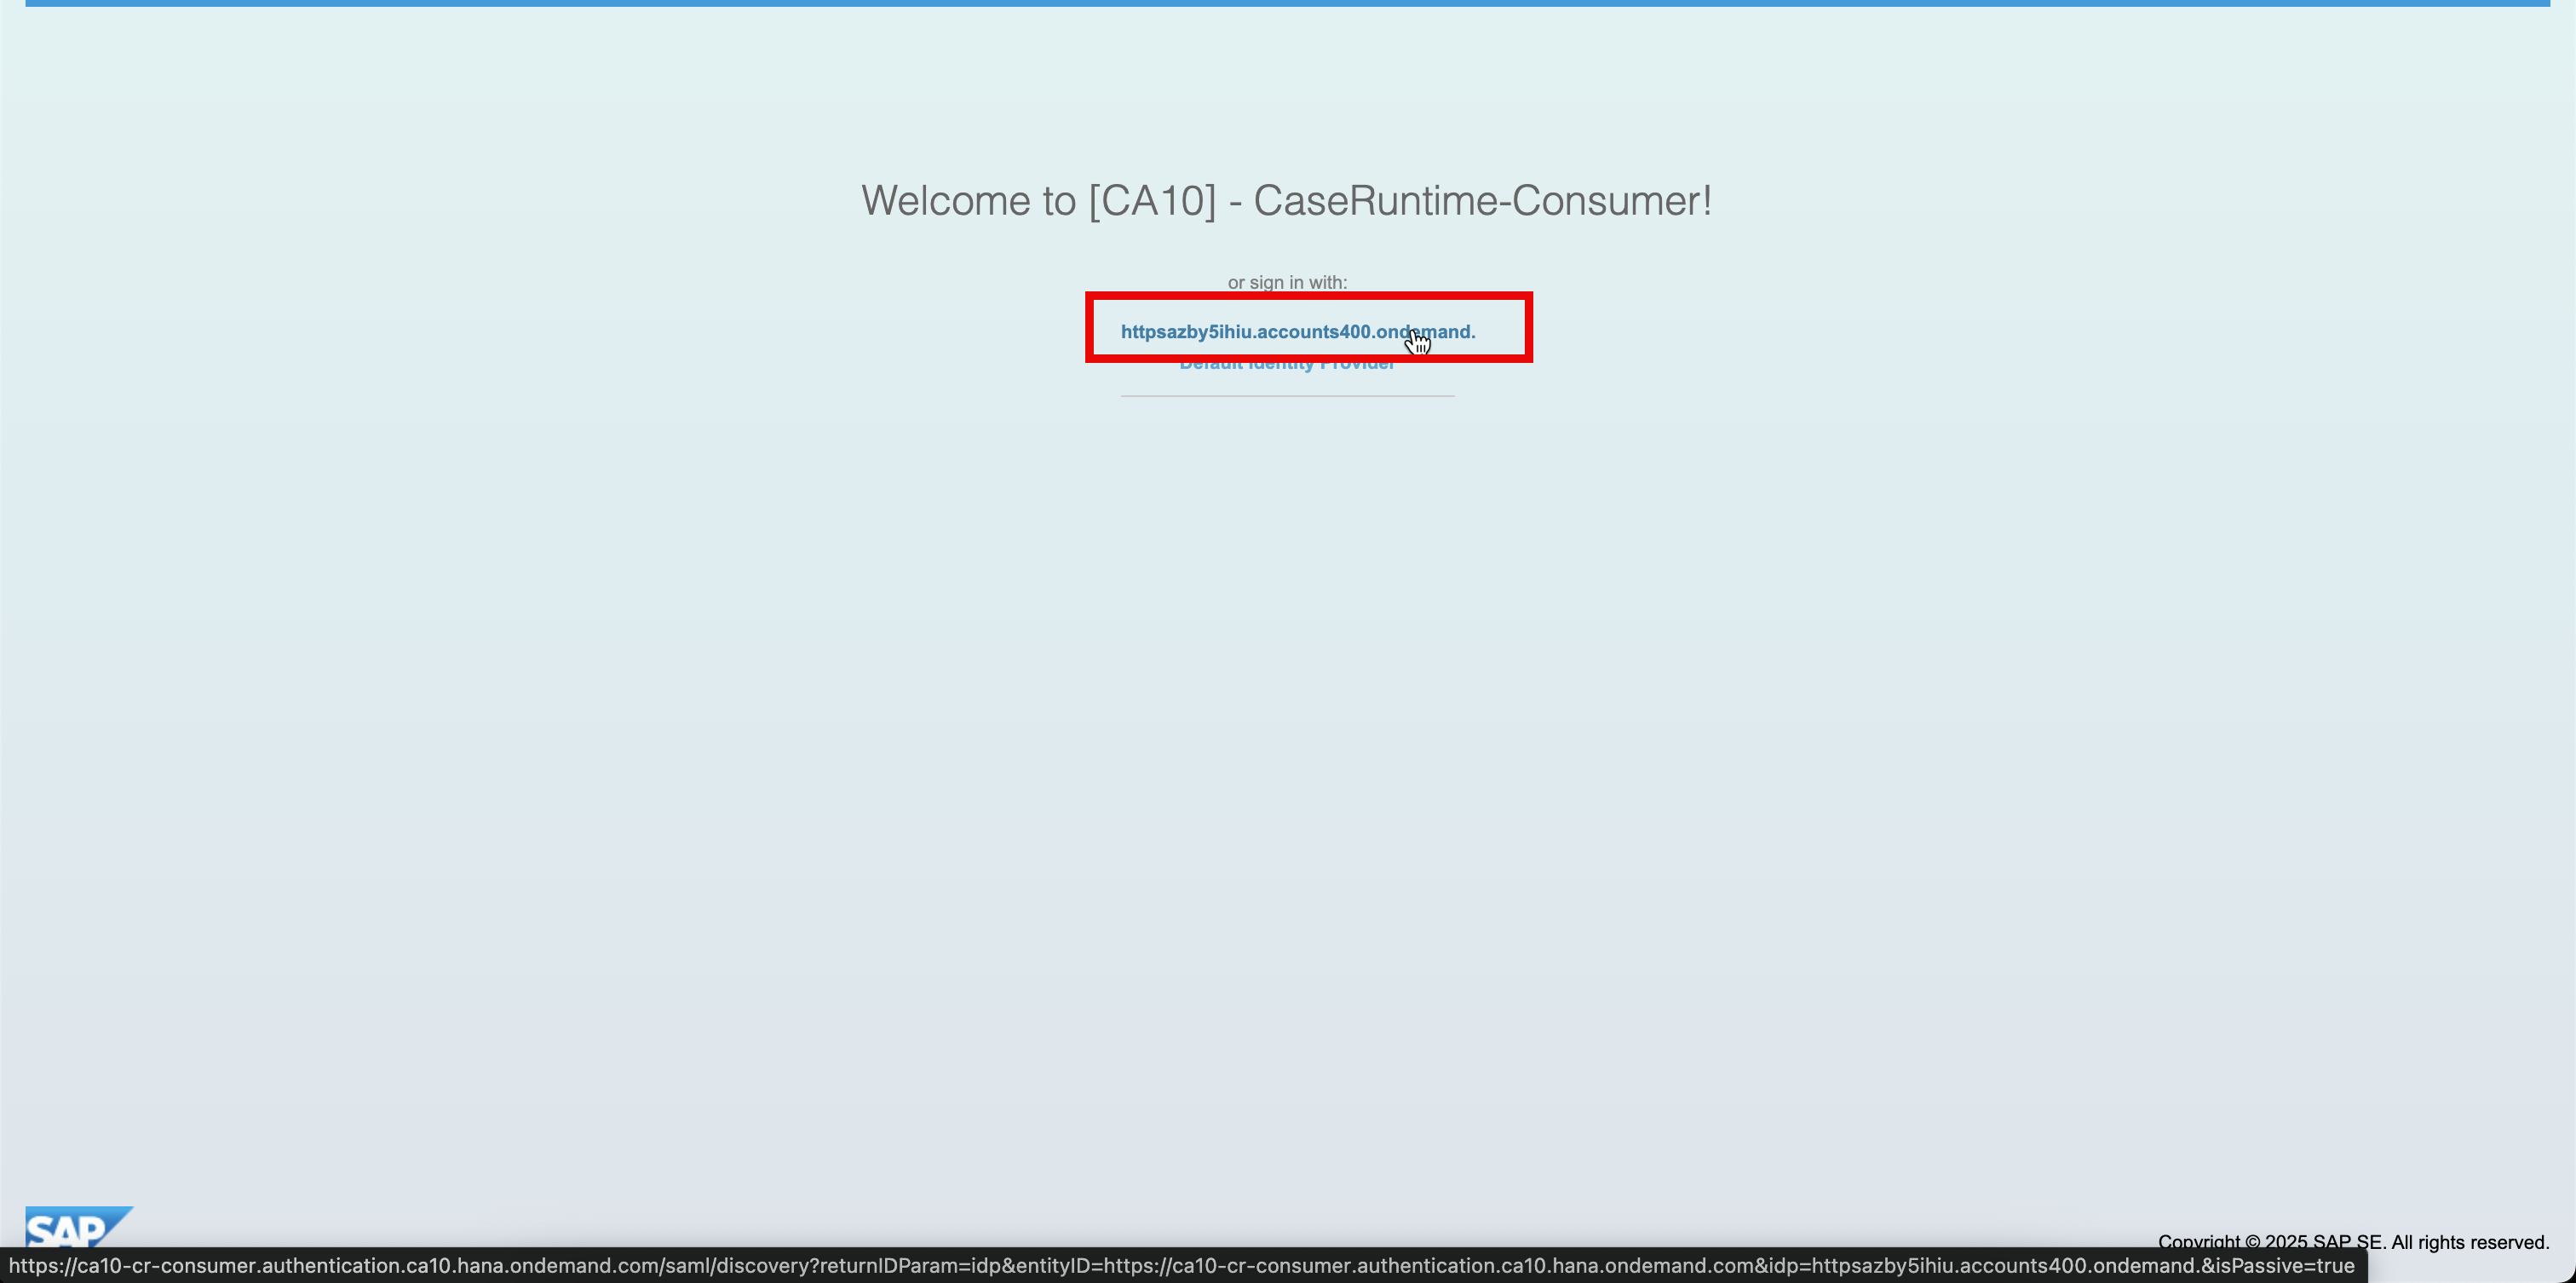 Welcome to [CA10] - CaseRuntime-Consumer!
or sign in with:
httpsazby5ihiu.accounts400.ondemand.
Default Identity Provider
SAP
Copyright © 2025 SAP SE. All rights reserved.
https://ca10-cr-consumer.authentication.ca10.hana.ondemand.com/saml/discovery?returnIDParam=idp&entityID=https://ca10-cr-consumer.authentication.ca10.hana.ondemand.com&idp=httpsazby5ihiu.accounts400.ondemand.&isPassive=true